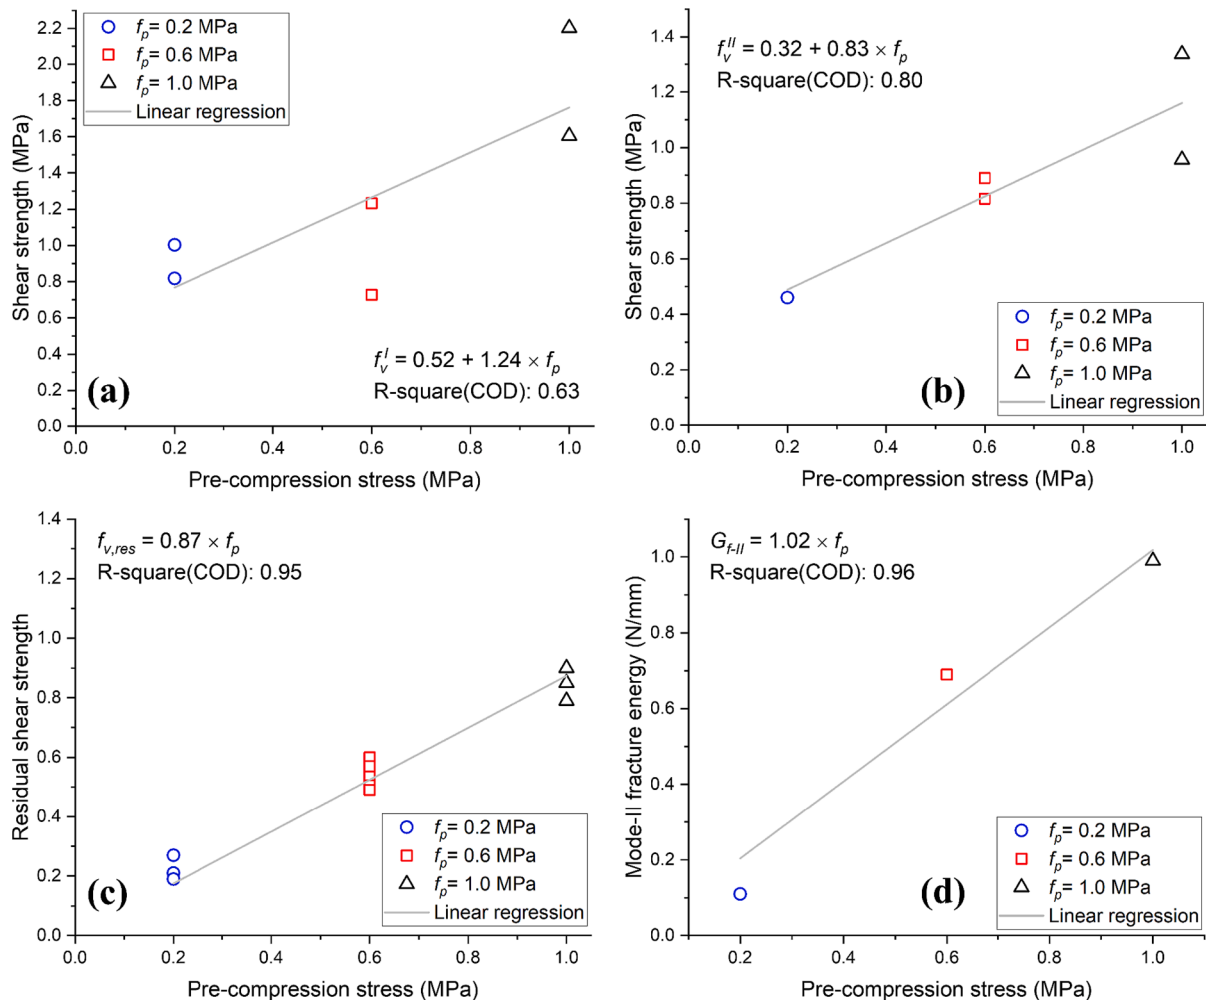 2.2
2.0
1.8
1.6
1.4
1.2
1.0
0.8
0.6
0.4
0.2
0.0
Shear strength (MPa)
f_p= 0.2 MPa
f_p= 0.6 MPa
f_p= 1.0 MPa
Linear regression
f_v^I = 0.52 + 1.24 × f_p
R-square(COD): 0.63
(a)
0.0 0.2 0.4 0.6 0.8 1.0
Pre-compression stress (MPa)
1.4
1.2
1.0
0.8
0.6
0.4
0.2
0.0
Shear strength (MPa)
f_v^II = 0.32 + 0.83 × f_p
R-square(COD): 0.80
f_p= 0.2 MPa
f_p= 0.6 MPa
f_p= 1.0 MPa
Linear regression
(b)
0.0 0.2 0.4 0.6 0.8 1.0
Pre-compression stress (MPa)
1.4
1.2
1.0
0.8
0.6
0.4
0.2
0.0
Residual shear strength
f_v,res = 0.87 × f_p
R-square(COD): 0.95
f_p= 0.2 MPa
f_p= 0.6 MPa
f_p= 1.0 MPa
Linear regression
(c)
0.0 0.2 0.4 0.6 0.8 1.0
Pre-compression stress (MPa)
1.0
0.8
0.6
0.4
0.2
0.0
Mode-II fracture energy (N/mm)
G_f-II = 1.02 × f_p
R-square(COD): 0.96
f_p= 0.2 MPa
f_p= 0.6 MPa
f_p= 1.0 MPa
Linear regression
(d)
0.2 0.4 0.6 0.8 1.0
Pre-compression stress (MPa)